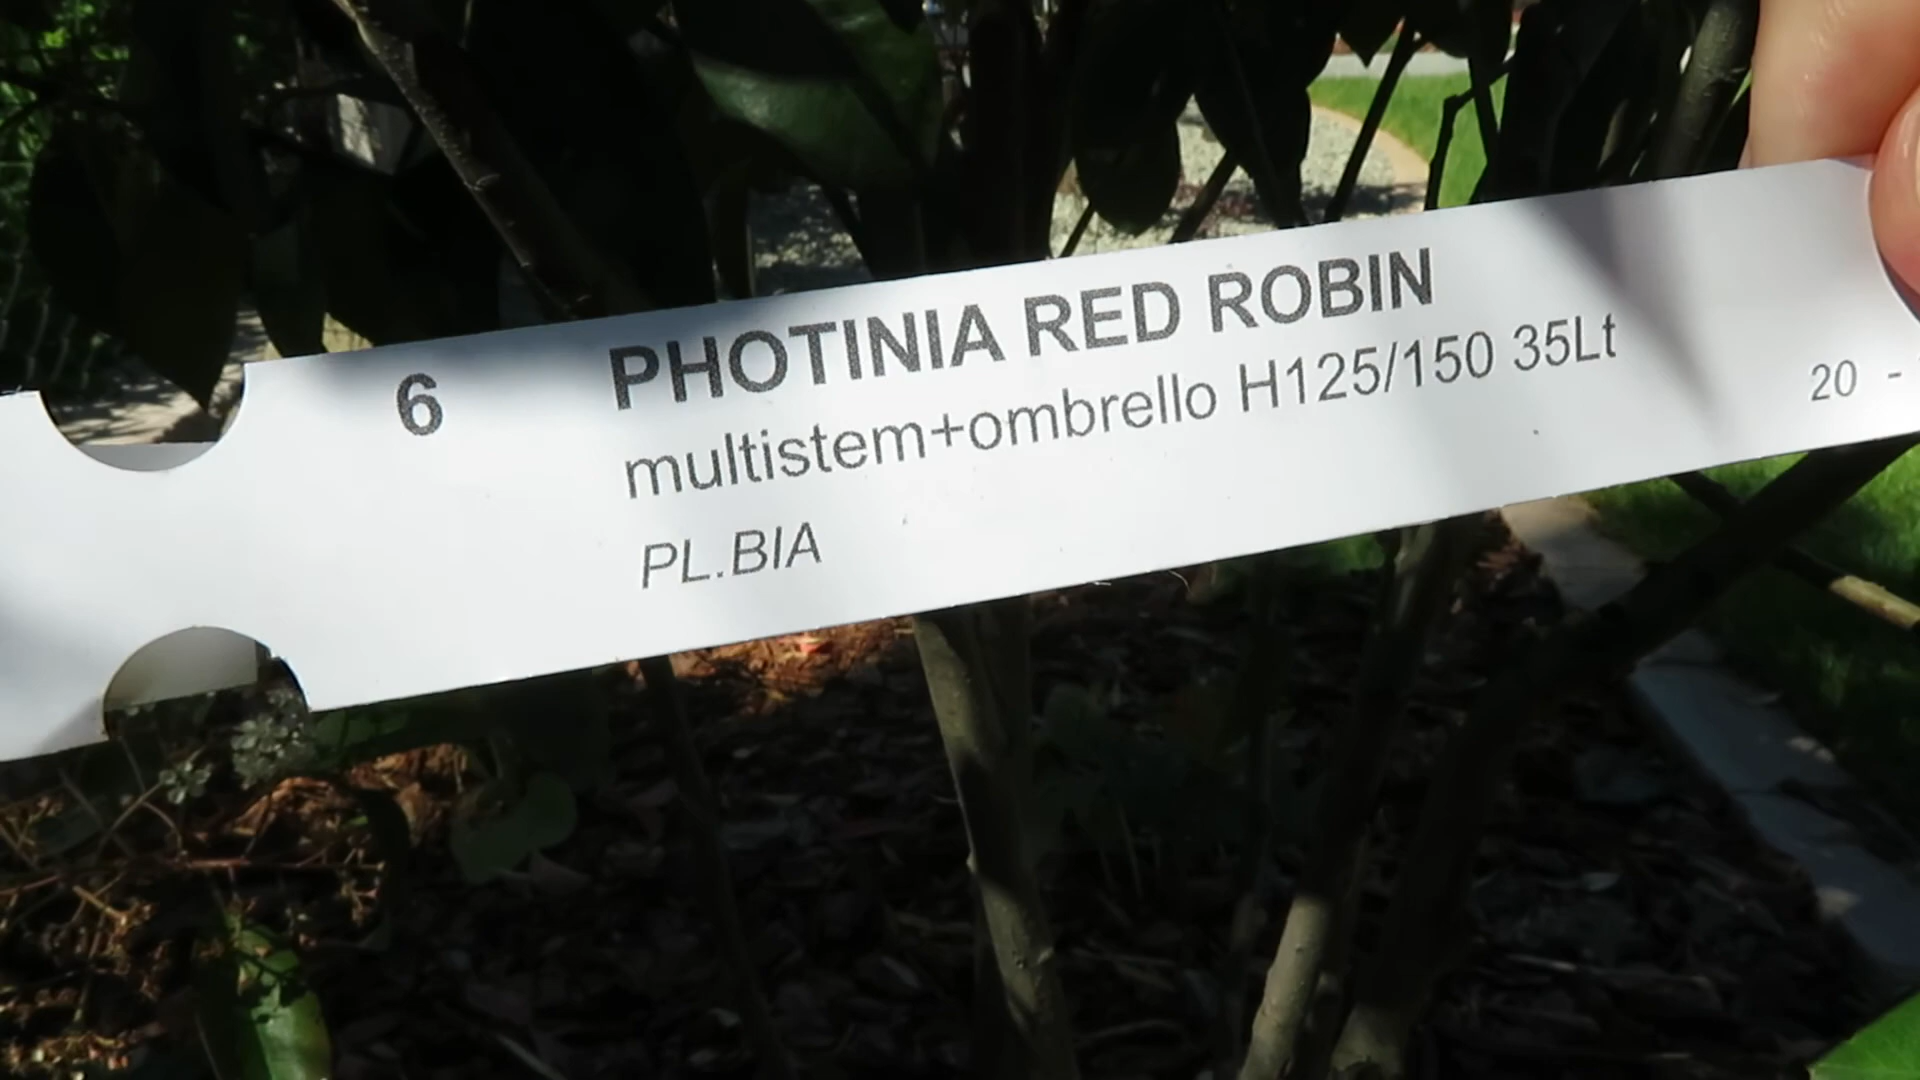 6
PHOTINIA RED ROBIN
multistem+ombrello H125/150 35Lt
20 -
PL.BIA